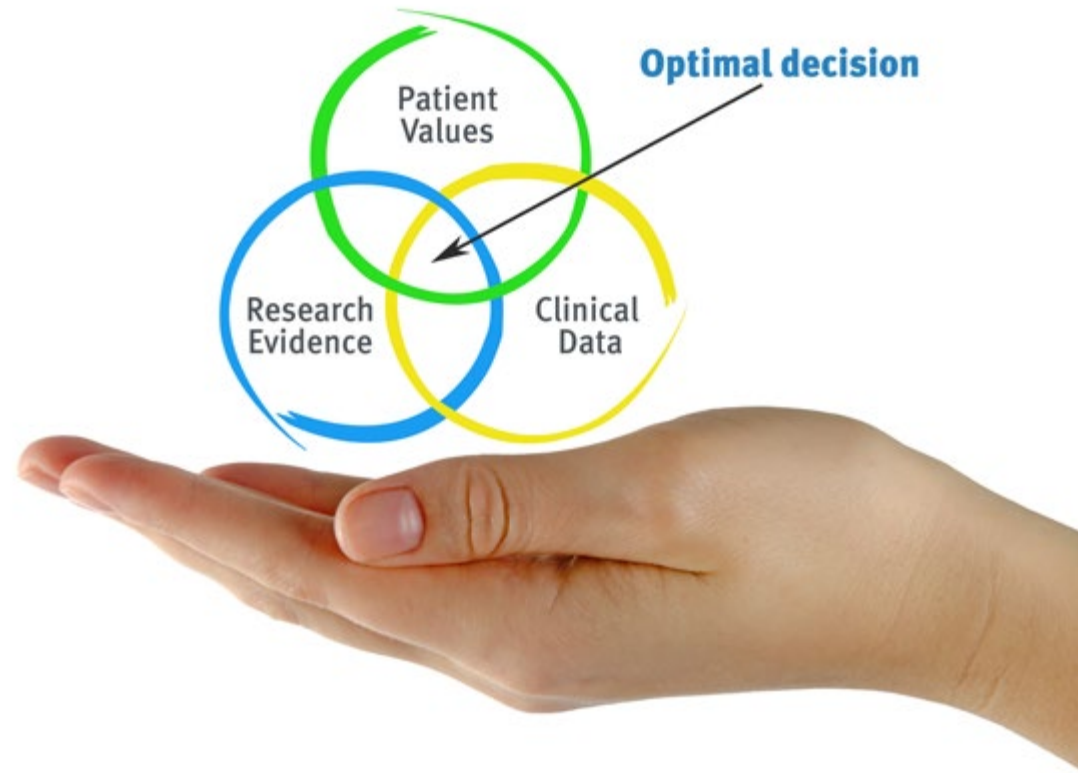 Optimal decision
Patient
Values
Research
Evidence
Clinical
Data